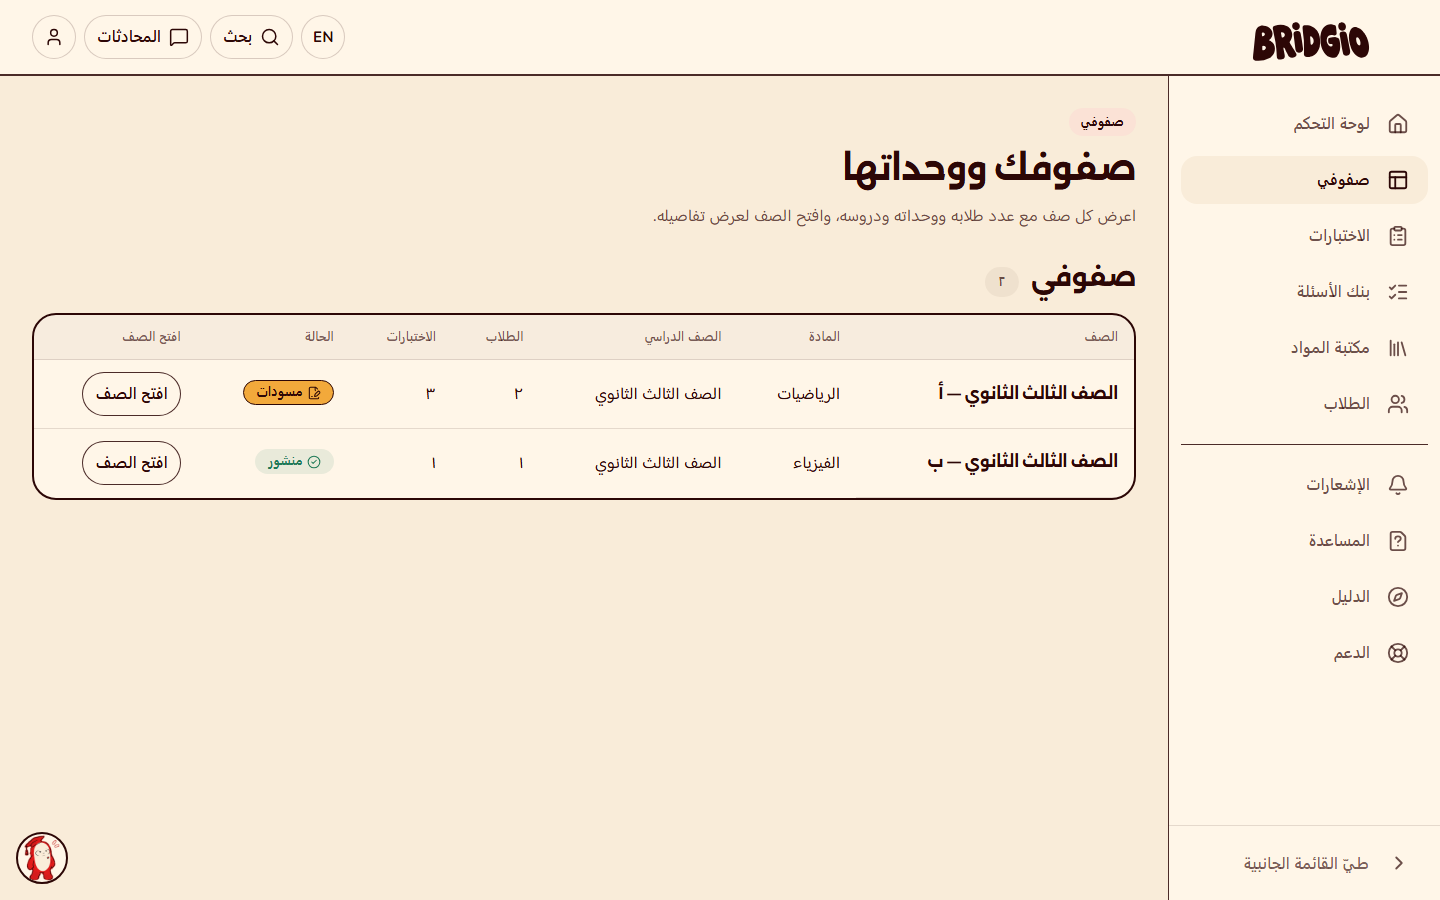 BRiDGiO
EN
بحث
المحادثات
لوحة التحكم
صفوفي
الاختبارات
بنك الأسئلة
مكتبة المواد
الطلاب
الإشعارات
المساعدة
الدليل
الدعم
طيّ القائمة الجانبية
صفوفي
صفوفك ووحداتها
اعرض كل صف مع عدد طلابه ووحداته ودروسه، وافتح الصف لعرض تفاصيله.
صفوفي ٢
الصف المادة الصف الدراسي الطلاب الاختبارات الحالة افتح الصف
الصف الثالث الثانوي — أ الرياضيات الصف الثالث الثانوي ٢ ٣ مسودات افتح الصف
الصف الثالث الثانوي — ب الفيزياء الصف الثالث الثانوي ١ ١ منشور افتح الصف